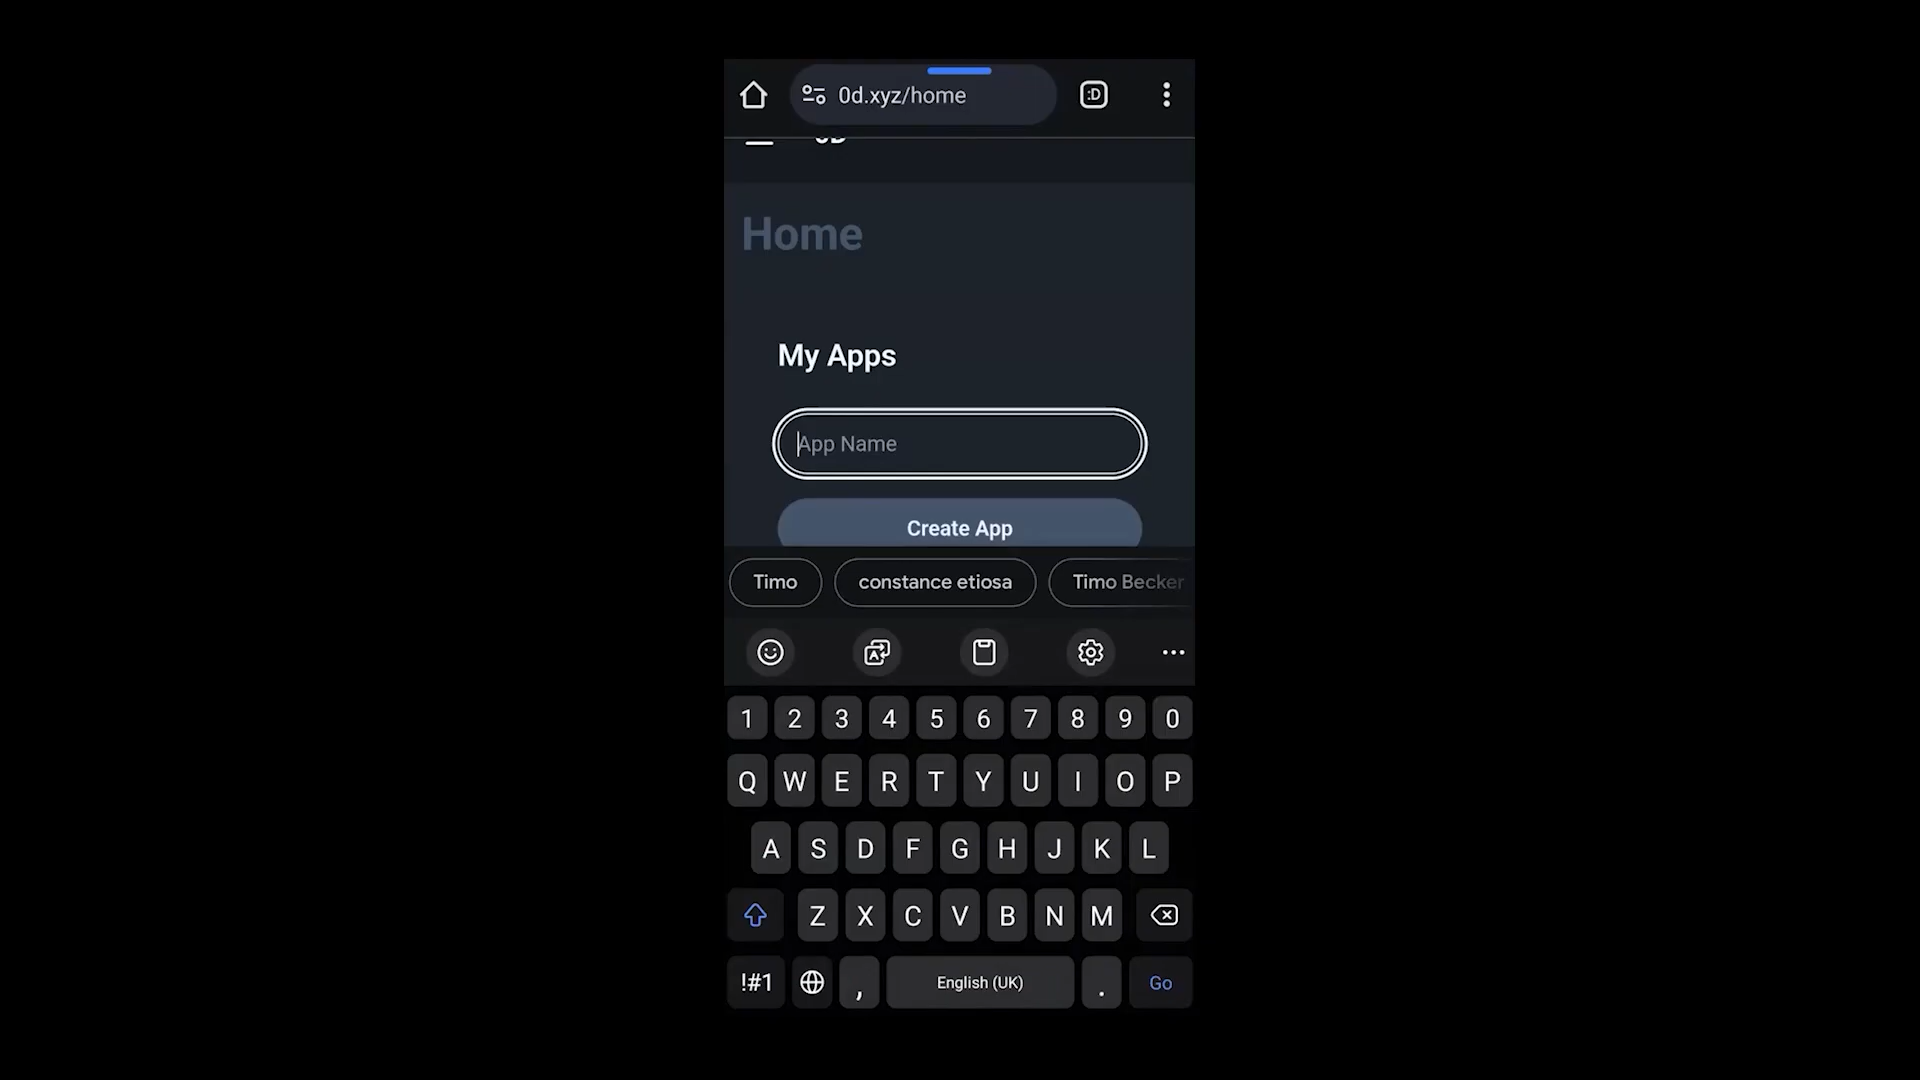 0d.xyz/home
:D
0D
Home
My Apps
App Name
Create App
Timo
constance etiosa
Timo Becker
1 2 3 4 5 6 7 8 9 0
Q W E R T Y U I O P
A S D F G H J K L
Z X C V B N M
!#1 , English (UK) . Go